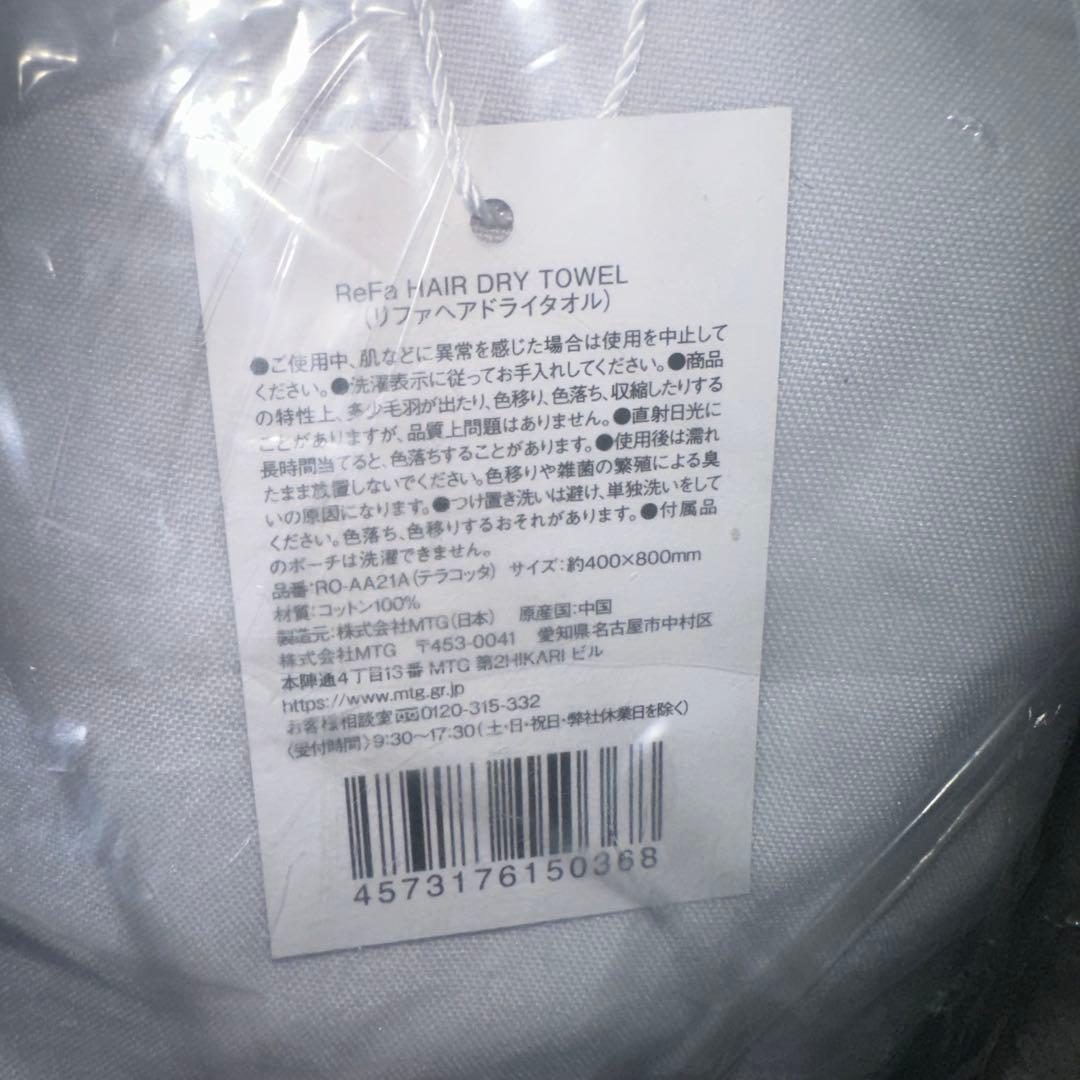 ReFa HAIR DRY TOWEL
(リファヘアドライタオル)
●ご使用中、肌などに異常を感じた場合は使用を中止して
ください。●洗濯表示に従ってお手入れしてください。●商品
の特性上、多少毛羽が出たり、色移り、色落ち、収縮したりする
ことがありますが、品質上問題はありません。●直射日光に
長時間当てると、色落ちすることがあります。●使用後は濡れ
たまま放置しないでください。色移りや雑菌の繁殖による臭
いの原因になります。●つけ置き洗いは避け、単独洗いをして
ください。色落ち、色移りするおそれがあります。●付属品
のポーチは洗濯できません。
品番:RO-AA21A(テラコッタ) サイズ:約400×800mm
材質:コットン100%
製造元:株式会社MTG(日本) 原産国:中国
株式会社MTG 〒453-0041 愛知県名古屋市中村区
本陣通4丁目13番 MTG 第2HIKARIビル
https://www.mtg.gr.jp
お客様相談室 0120-315-332
〈受付時間〉9:30〜17:30(土・日・祝日・弊社休業日を除く)
4573176150368